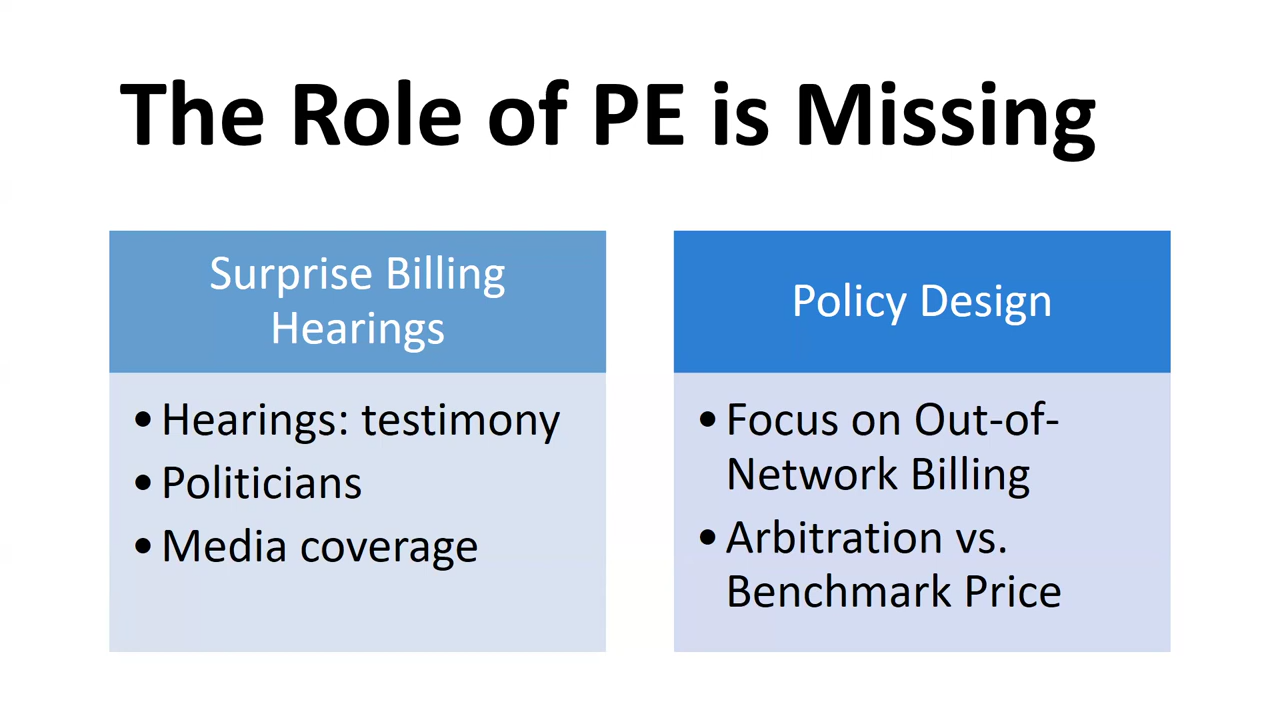 The Role of PE is Missing
Surprise Billing
Hearings
•Hearings: testimony
•Politicians
•Media coverage
Policy Design
•Focus on Out-of-
Network Billing
•Arbitration vs.
Benchmark Price